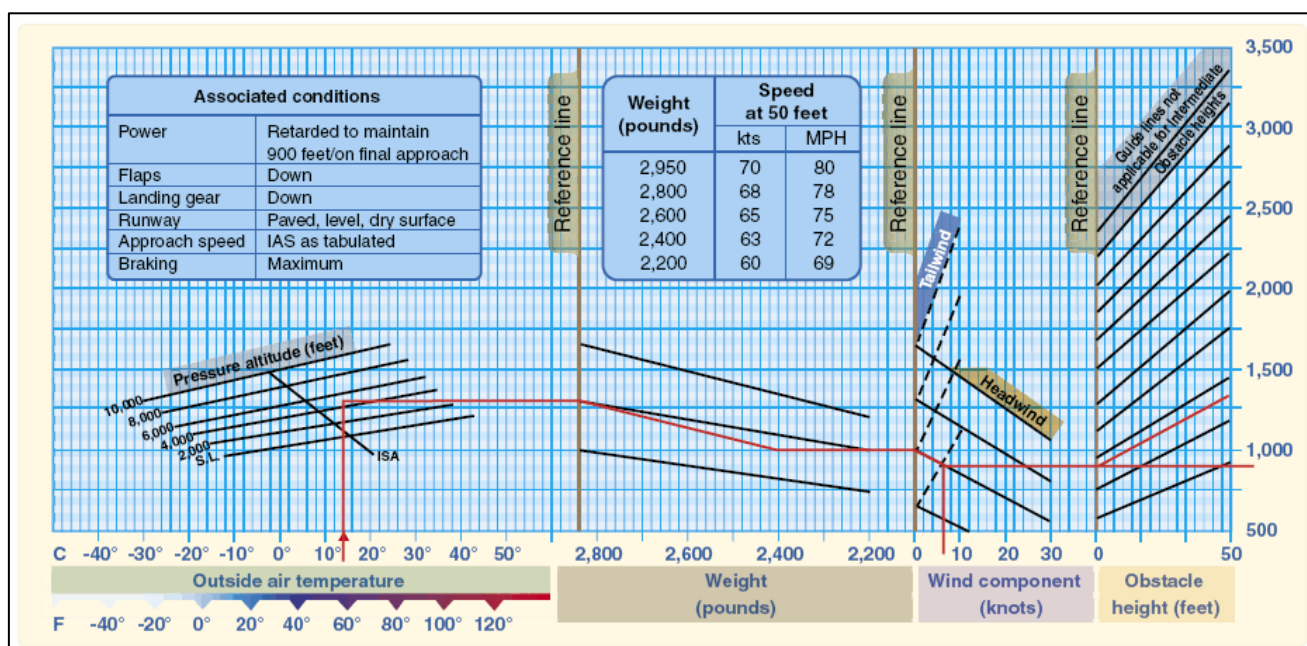 Associated conditions
Power Retarded to maintain
900 feet/on final approach
Flaps Down
Landing gear Down
Runway Paved, level, dry surface
Approach speed IAS as tabulated
Braking Maximum
Reference line
Weight
(pounds)
Speed
at 50 feet
kts MPH
2,950 70 80
2,800 68 78
2,600 65 75
2,400 63 72
2,200 60 69
Reference line
Reference line
Guide lines not
applicable for Intermediate
Obstacle heights
Tailwind
Headwind
Pressure altitude (feet)
10,000
8,000
6,000
4,000
2,000
S.L.
ISA
3,500
3,000
2,500
2,000
1,500
1,000
500
C -40° -30° -20° -10° 0° 10° 20° 30° 40° 50° 2,800 2,600 2,400 2,200 0 10 20 30 0 50
Outside air temperature
F -40° -20° 0° 20° 40° 60° 80° 100° 120°
Weight
(pounds)
Wind component
(knots)
Obstacle
height (feet)